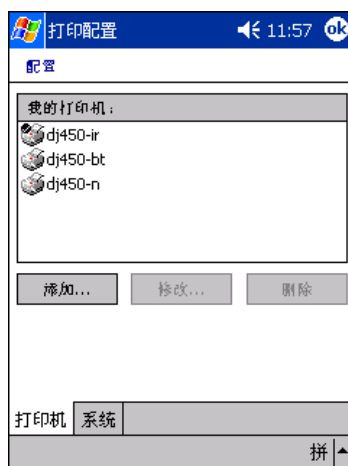 打印配置 11:57 ok
配置
我的打印机：
dj450-ir
dj450-bt
dj450-n
添加... 修改... 删除
打印机 系统
拼